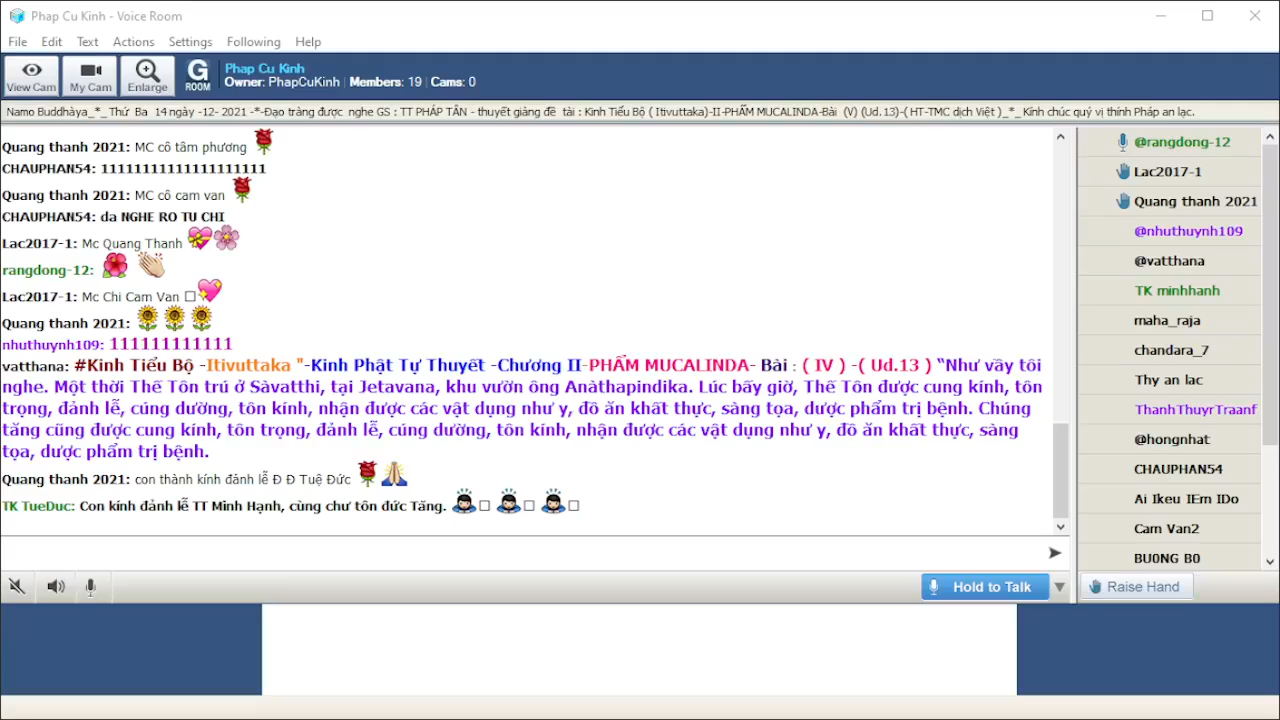 Phap Cu Kinh - Voice Room
File Edit Text Actions Settings Following Help
View Cam My Cam Enlarge G ROOM
Phap Cu Kinh
Owner: PhapCuKinh Members: 19 Cams: 0
Namo Buddhàya_*_ Thứ Ba 14 ngày -12- 2021 -*-Đạo tràng được nghe GS : TT PHÁP TÂN - thuyết giảng đề tài : Kinh Tiểu Bộ ( Itivuttaka)-II-PHẨM MUCALINDA-Bài (V) (Ud.13)-( HT-TMC dịch Việt )_*_ Kính chúc quý vị thính Pháp an lạc.
Quang thanh 2021: MC cô tâm phương
CHAUPHAN54: 11111111111111111111
Quang thanh 2021: MC cô cam van
CHAUPHAN54: da NGHE RO TU CHI
Lac2017-1: Mc Quang Thanh
rangdong-12:
Lac2017-1: Mc Chi Cam Van
Quang thanh 2021:
nhuthuynh109: 111111111111
vatthana: #Kinh Tiểu Bộ -Itivuttaka "-Kinh Phật Tự Thuyết -Chương II-PHẨM MUCALINDA- Bài : ( IV ) -( Ud.13 ) “Như vầy tôi
nghe. Một thời Thế Tôn trú ở Sàvatthi, tại Jetavana, khu vườn ông Anàthapindika. Lúc bấy giờ, Thế Tôn được cung kính, tôn
trọng, đảnh lễ, cúng dường, tôn kính, nhận được các vật dụng như y, đồ ăn khất thực, sàng tọa, dược phẩm trị bệnh. Chúng
tăng cũng được cung kính, tôn trọng, đảnh lễ, cúng dường, tôn kính, nhận được các vật dụng như y, đồ ăn khất thực, sàng
tọa, dược phẩm trị bệnh.
Quang thanh 2021: con thành kính đảnh lễ Đ Đ Tuệ Đức
TK TueDuc: Con kính đảnh lễ TT Minh Hạnh, cùng chư tôn đức Tăng.
Hold to Talk
@rangdong-12
Lac2017-1
Quang thanh 2021
@nhuthuynh109
@vatthana
TK minhhanh
maha_raja
chandara_7
Thy an lac
ThanhThuyrTraanf
@hongnhat
CHAUPHAN54
Ai Ikeu IEm IDo
Cam Van2
BU0NG B0
Raise Hand